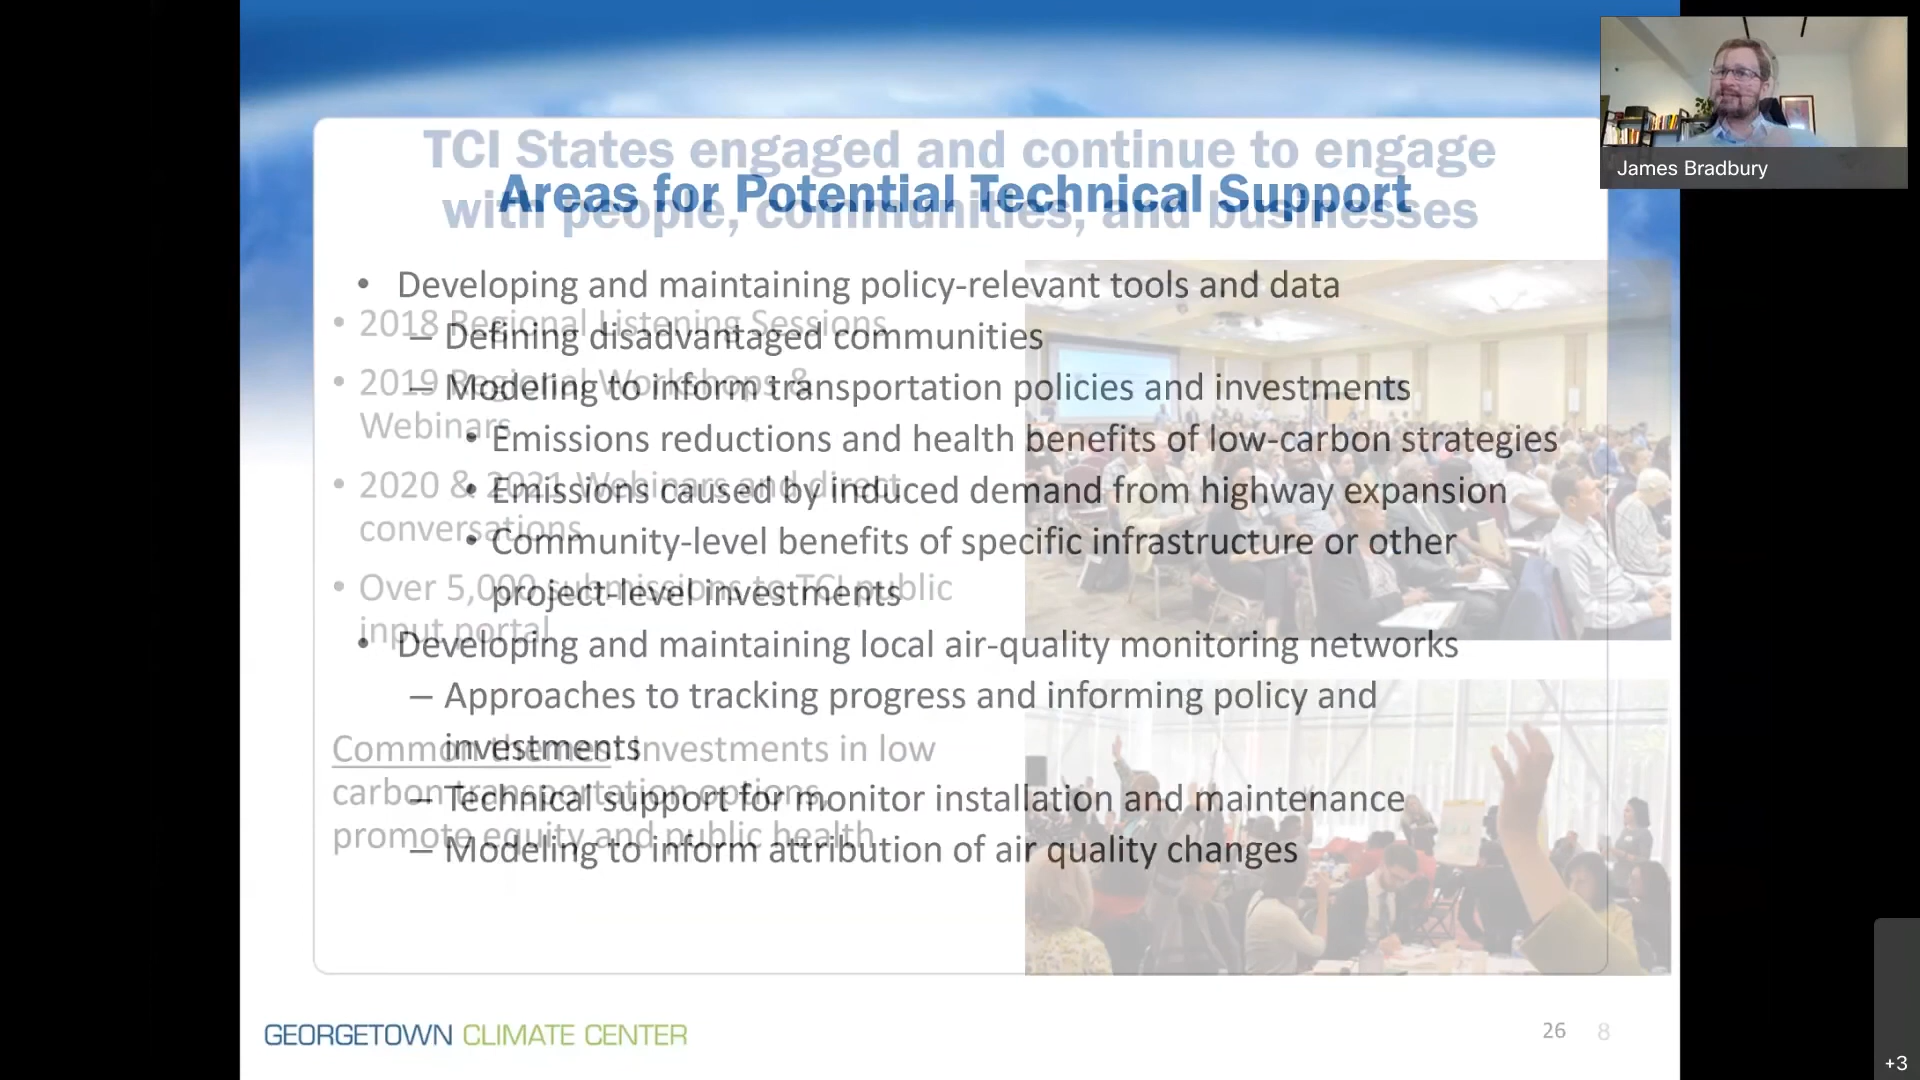 TCI States engaged and continue to engage
with people, communities, and businesses
Areas for Potential Technical Support
• Developing and maintaining policy-relevant tools and data
– Defining disadvantaged communities
– Modeling to inform transportation policies and investments
• Emissions reductions and health benefits of low-carbon strategies
• Emissions caused by induced demand from highway expansion
• Community-level benefits of specific infrastructure or other
project-level investments
• Developing and maintaining local air-quality monitoring networks
– Approaches to tracking progress and informing policy and
investments
– Technical support for monitor installation and maintenance
– Modeling to inform attribution of air quality changes
• 2018 Regional Listening Sessions
• 2019 Regional Workshops &
Webinars
• 2020 & 2021 Webinars and direct
conversations
• Over 5,000 submissions to TCI public
input portal
Common themes: Investments in low
carbon transportation options,
promote equity and public health
GEORGETOWN CLIMATE CENTER
26
8
James Bradbury
+3